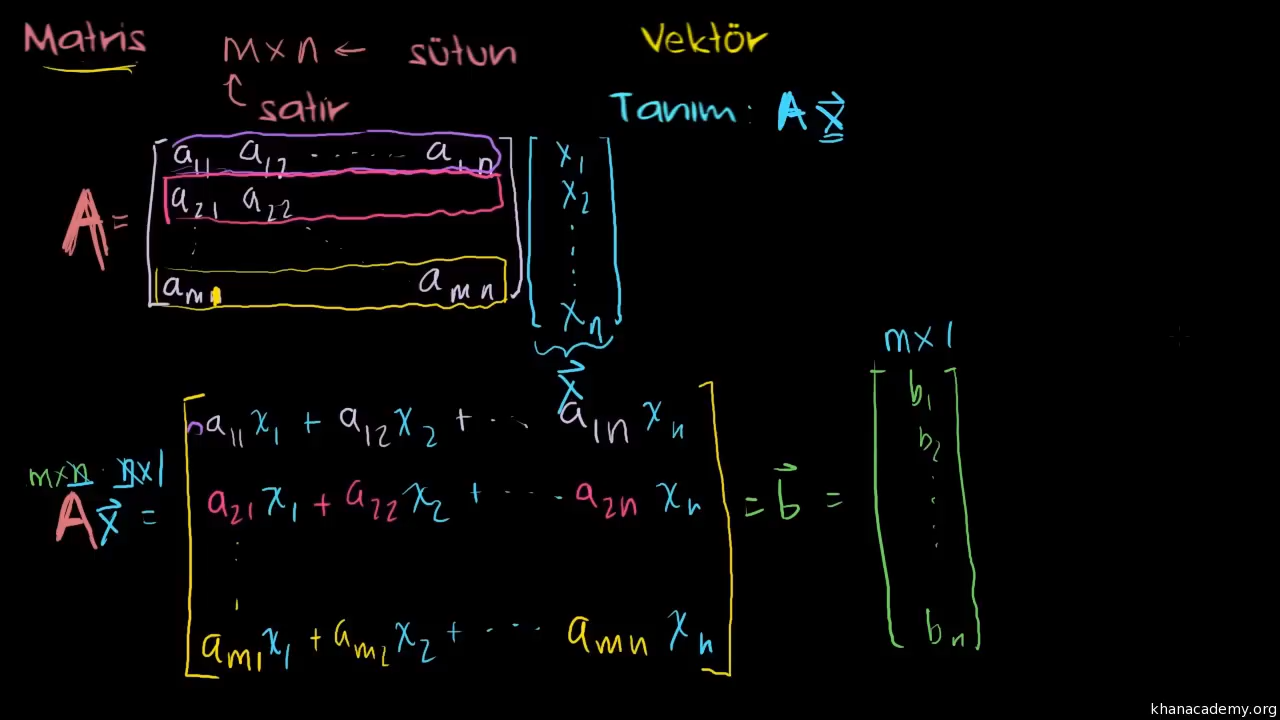 Matris m×n ← sütun Vektör
satır Tanım: A x⃗
a₁₁ a₁₂ ······ a₁ₙ x₁
a₂₁ a₂₂ x₂
A =
aₘ₁ aₘₙ
xₙ
x⃗
m×1
a₁₁x₁ + a₁₂x₂ + ··· a₁ₙxₙ b₁
b₂
m×n · n×1
A x⃗ = a₂₁x₁ + a₂₂x₂ + ···· a₂ₙxₙ = b⃗ =
aₘ₁x₁ + aₘ₂x₂ + ···· aₘₙxₙ bₙ
khanacademy.org